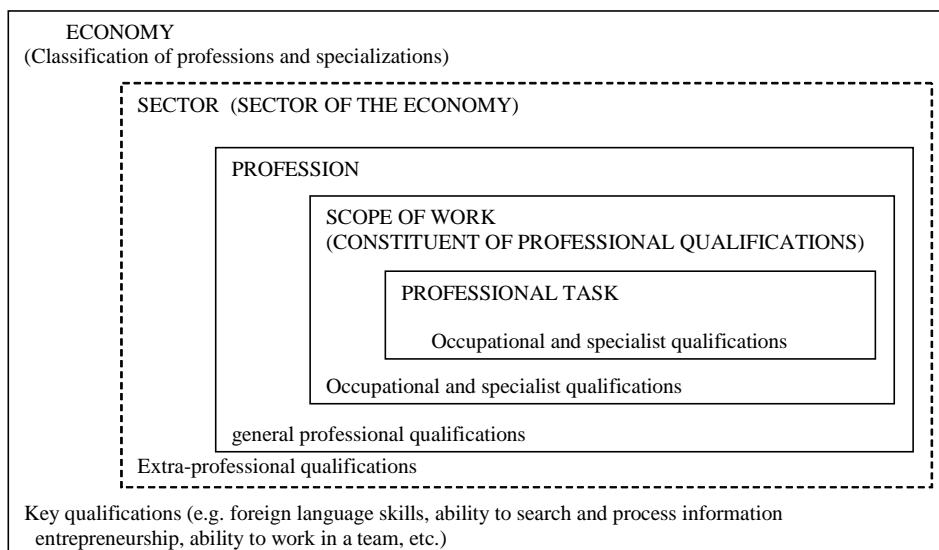 ECONOMY
(Classification of professions and specializations)
SECTOR (SECTOR OF THE ECONOMY)
PROFESSION
SCOPE OF WORK
(CONSTITUENT OF PROFESSIONAL QUALIFICATIONS)
PROFESSIONAL TASK
Occupational and specialist qualifications
Occupational and specialist qualifications
general professional qualifications
Extra-professional qualifications
Key qualifications (e.g. foreign language skills, ability to search and process information
entrepreneurship, ability to work in a team, etc.)